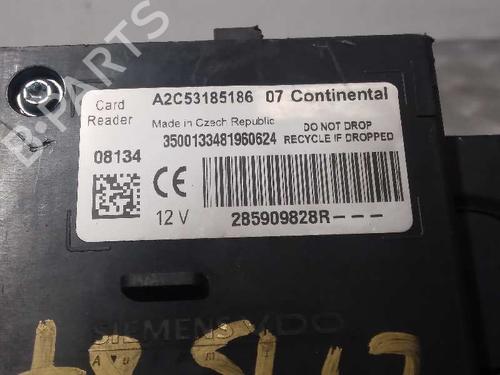 Card Reader
A2C53185186 07 Continental
Made in Czech Republic
3500133481960624
DO NOT DROP
RECYCLE IF DROPPED
08134
CE
12 V
285909828R---
SIEMENS VDO
B-PARTS